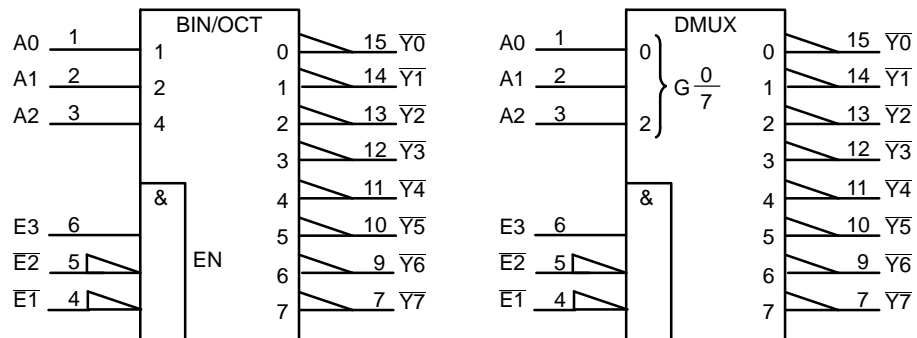 BIN/OCT
A0 1 1 0 15 Y0
A1 2 2 1 14 Y1
A2 3 4 2 13 Y2
3 12 Y3
& 4 11 Y4
E3 6 5 10 Y5
E2 5 EN 6 9 Y6
E1 4 7 7 Y7
DMUX
A0 1 0 0 15 Y0
A1 2 G 0/7 1 14 Y1
A2 3 2 2 13 Y2
3 12 Y3
& 4 11 Y4
E3 6 5 10 Y5
E2 5 6 9 Y6
E1 4 7 7 Y7